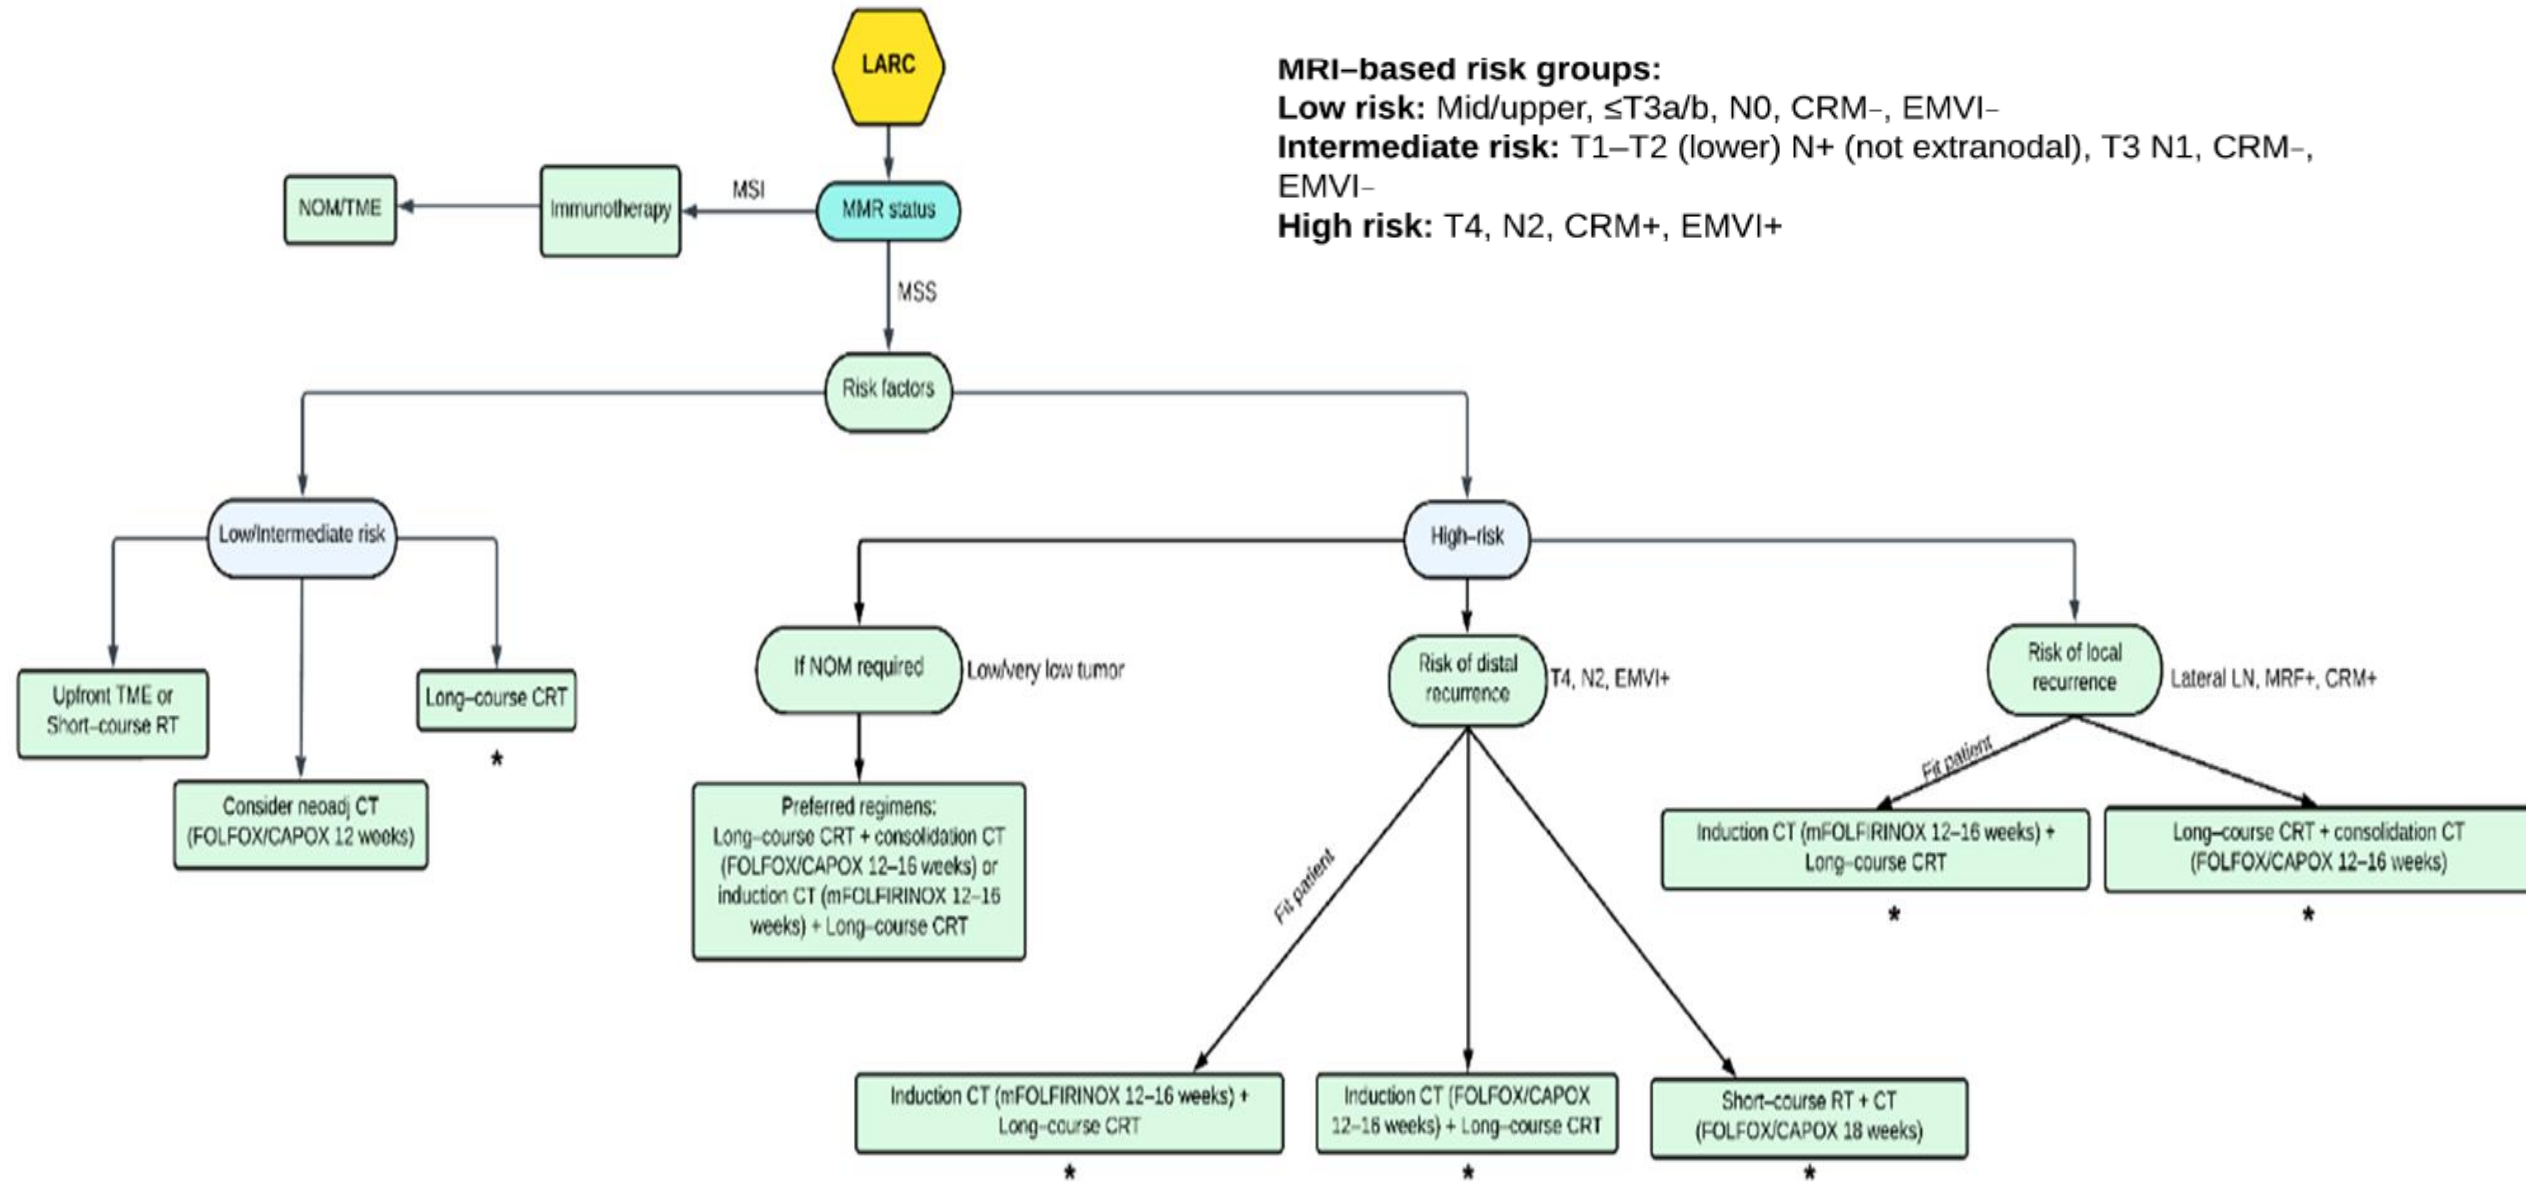 LARC
MRI–based risk groups:
Low risk: Mid/upper, ≤T3a/b, N0, CRM–, EMVI–
Intermediate risk: T1–T2 (lower) N+ (not extranodal), T3 N1, CRM–,
EMVI–
High risk: T4, N2, CRM+, EMVI+
NOM/TME
Immunotherapy
MSI
MMR status
MSS
Risk factors
Low/Intermediate risk
High–risk
Upfront TME or
Short–course RT
Consider neoadj CT
(FOLFOX/CAPOX 12 weeks)
Long–course CRT
*
If NOM required
Low/very low tumor
Preferred regimens:
Long–course CRT + consolidation CT
(FOLFOX/CAPOX 12–16 weeks) or
induction CT (mFOLFIRINOX 12–16
weeks) + Long–course CRT
Risk of distal
recurrence
T4, N2, EMVI+
Risk of local
recurrence
Lateral LN, MRF+, CRM+
Fit patient
Induction CT (mFOLFIRINOX 12–16 weeks) +
Long–course CRT
*
Long–course CRT + consolidation CT
(FOLFOX/CAPOX 12–16 weeks)
*
Fit patient
Induction CT (mFOLFIRINOX 12–16 weeks) +
Long–course CRT
*
Induction CT (FOLFOX/CAPOX
12–16 weeks) + Long–course CRT
*
Short–course RT + CT
(FOLFOX/CAPOX 18 weeks)
*